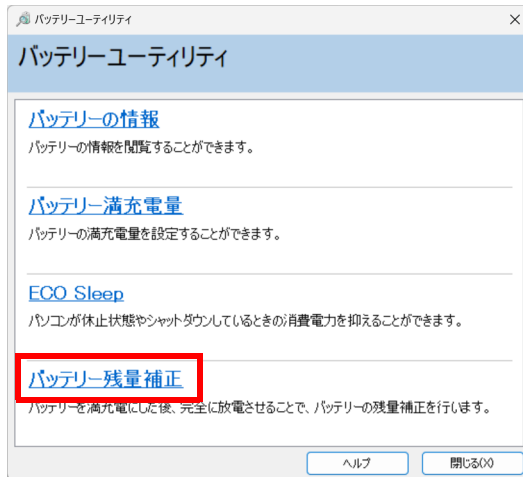 バッテリーユーティリティ
バッテリーユーティリティ
バッテリーの情報
バッテリーの情報を閲覧することができます。
バッテリー満充電量
バッテリーの満充電量を設定することができます。
ECO Sleep
パソコンが休止状態やシャットダウンしているときの消費電力を抑えることができます。
バッテリー残量補正
バッテリーを満充電にした後、完全に放電させることで、バッテリーの残量補正を行います。
ヘルプ
閉じる(X)